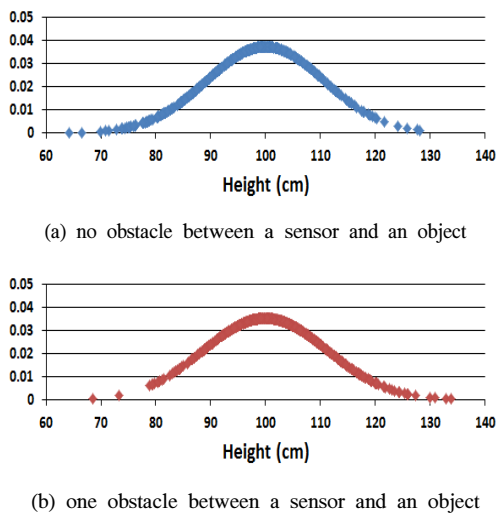 0.05
0.04
0.03
0.02
0.01
0
60 70 80 90 100 110 120 130 140
Height (cm)
(a) no obstacle between a sensor and an object
0.05
0.04
0.03
0.02
0.01
0
60 70 80 90 100 110 120 130 140
Height (cm)
(b) one obstacle between a sensor and an object